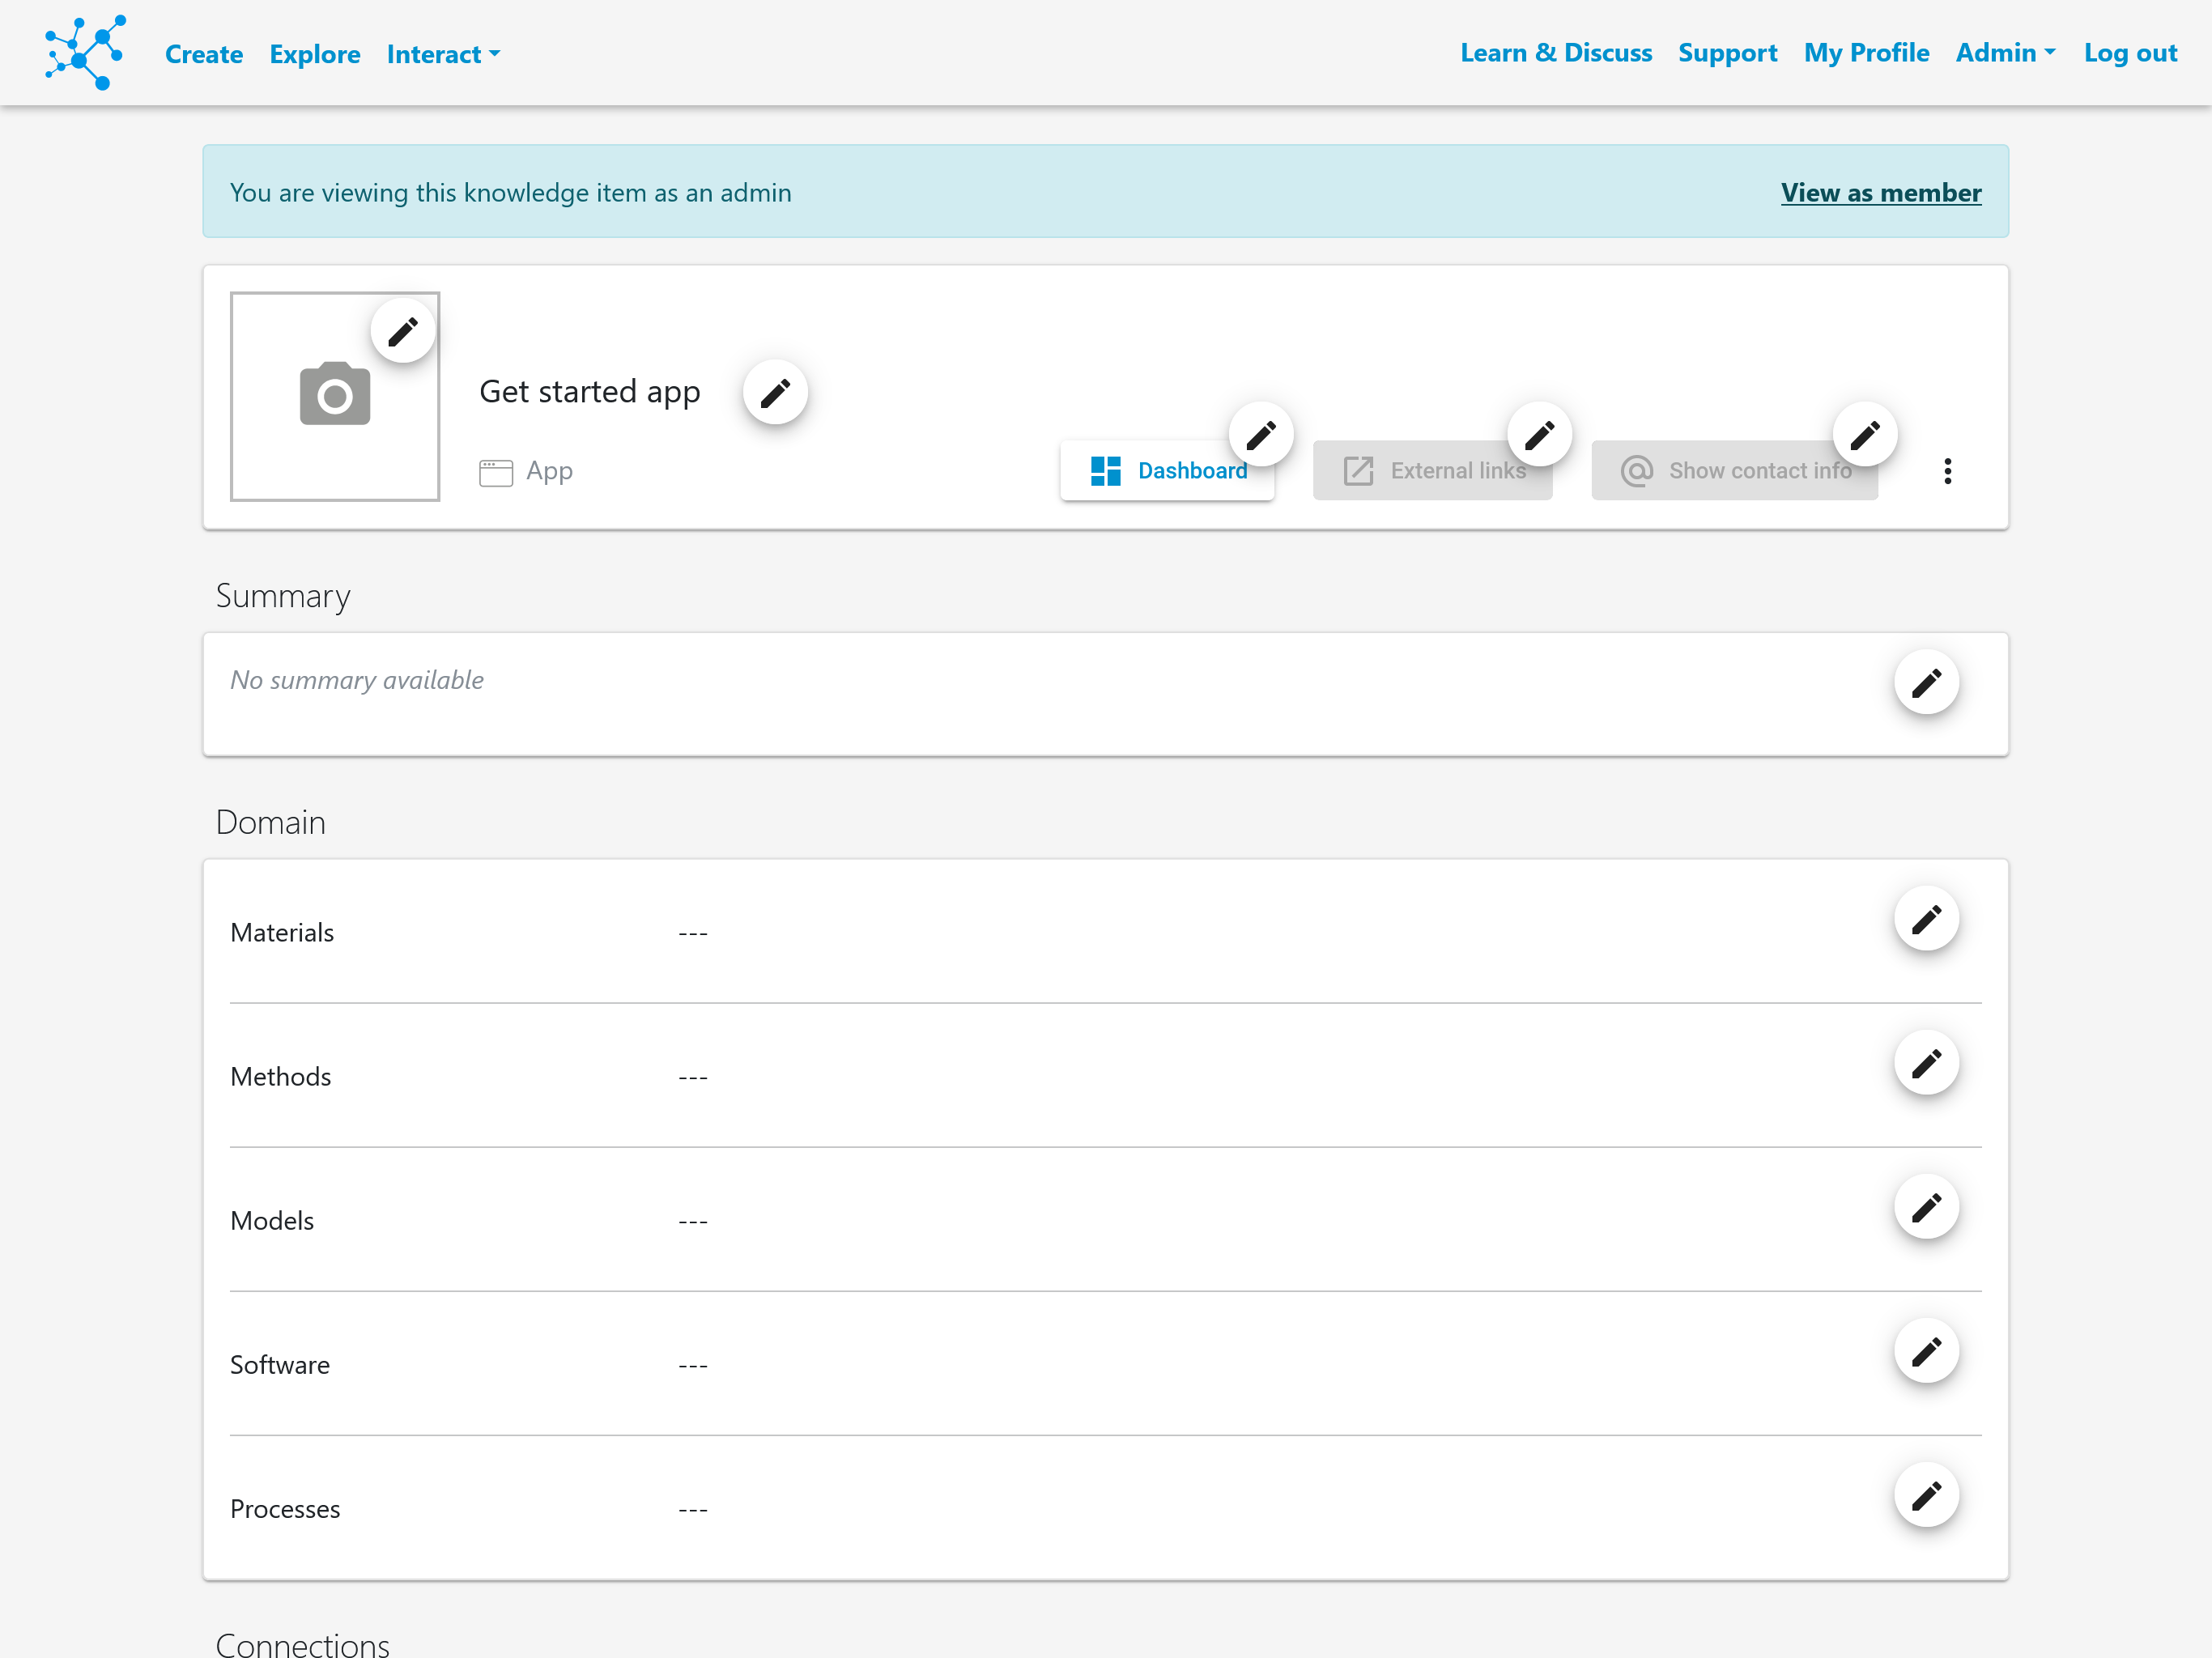 Create Explore Interact Learn & Discuss Support My Profile Admin Log out
You are viewing this knowledge item as an admin View as member
Get started app
App Dashboard External links Show contact info
Summary
No summary available
Domain
Materials ---
Methods ---
Models ---
Software ---
Processes ---
Connections